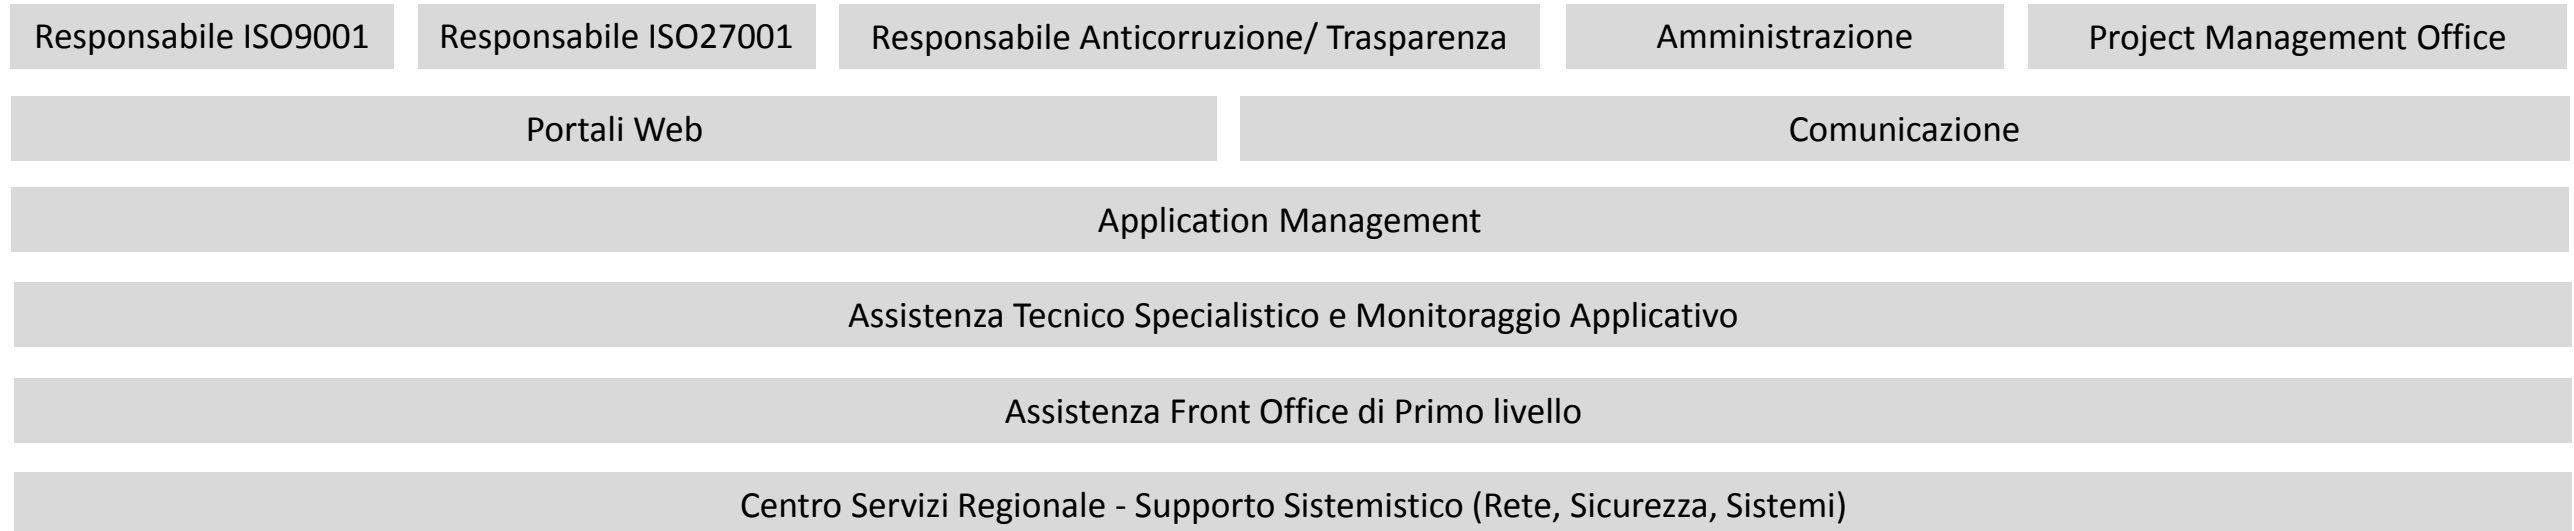 Responsabile ISO9001
Responsabile ISO27001
Responsabile Anticorruzione/ Trasparenza
Amministrazione
Project Management Office
Portali Web
Comunicazione
Application Management
Assistenza Tecnico Specialistico e Monitoraggio Applicativo
Assistenza Front Office di Primo livello
Centro Servizi Regionale - Supporto Sistemistico (Rete, Sicurezza, Sistemi)